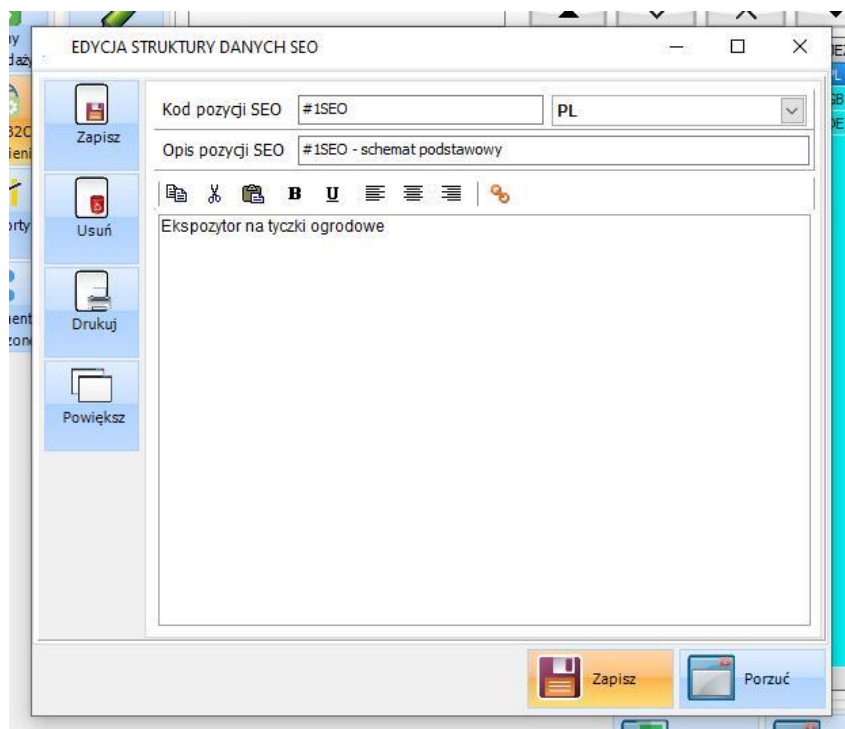 EDYCJA STRUKTURY DANYCH SEO
Zapisz
Kod pozycji SEO #1SEO PL
Opis pozycji SEO #1SEO - schemat podstawowy
B U
Usuń
Ekspozytor na tyczki ogrodowe
Drukuj
Powiększ
Zapisz Porzuć